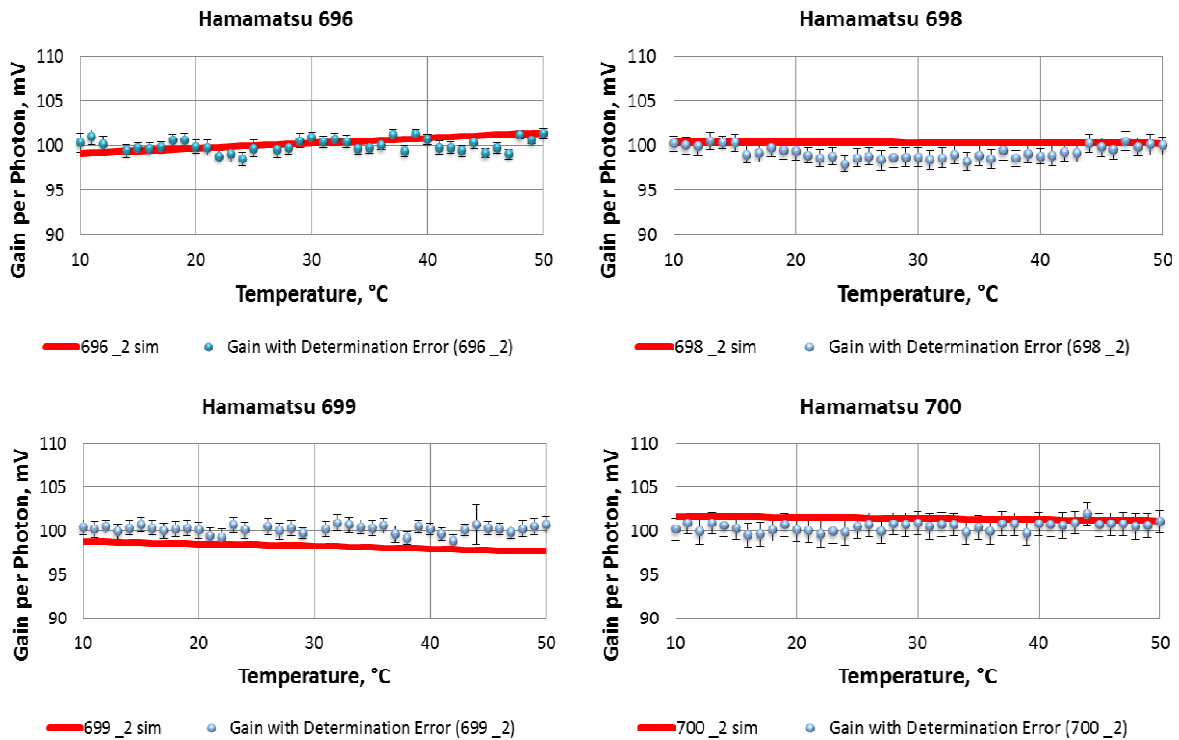 Hamamatsu 696
Gain per Photon, mV
110
105
100
95
90
10 20 30 40 50
Temperature, °C
696 _2 sim Gain with Determination Error (696 _2)
Hamamatsu 698
Gain per Photon, mV
110
105
100
95
90
10 20 30 40 50
Temperature, °C
698 _2 sim Gain with Determination Error (698 _2)
Hamamatsu 699
Gain per Photon, mV
110
105
100
95
90
10 20 30 40 50
Temperature, °C
699 _2 sim Gain with Determination Error (699 _2)
Hamamatsu 700
Gain per Photon, mV
110
105
100
95
90
10 20 30 40 50
Temperature, °C
700 _2 sim Gain with Determination Error (700 _2)